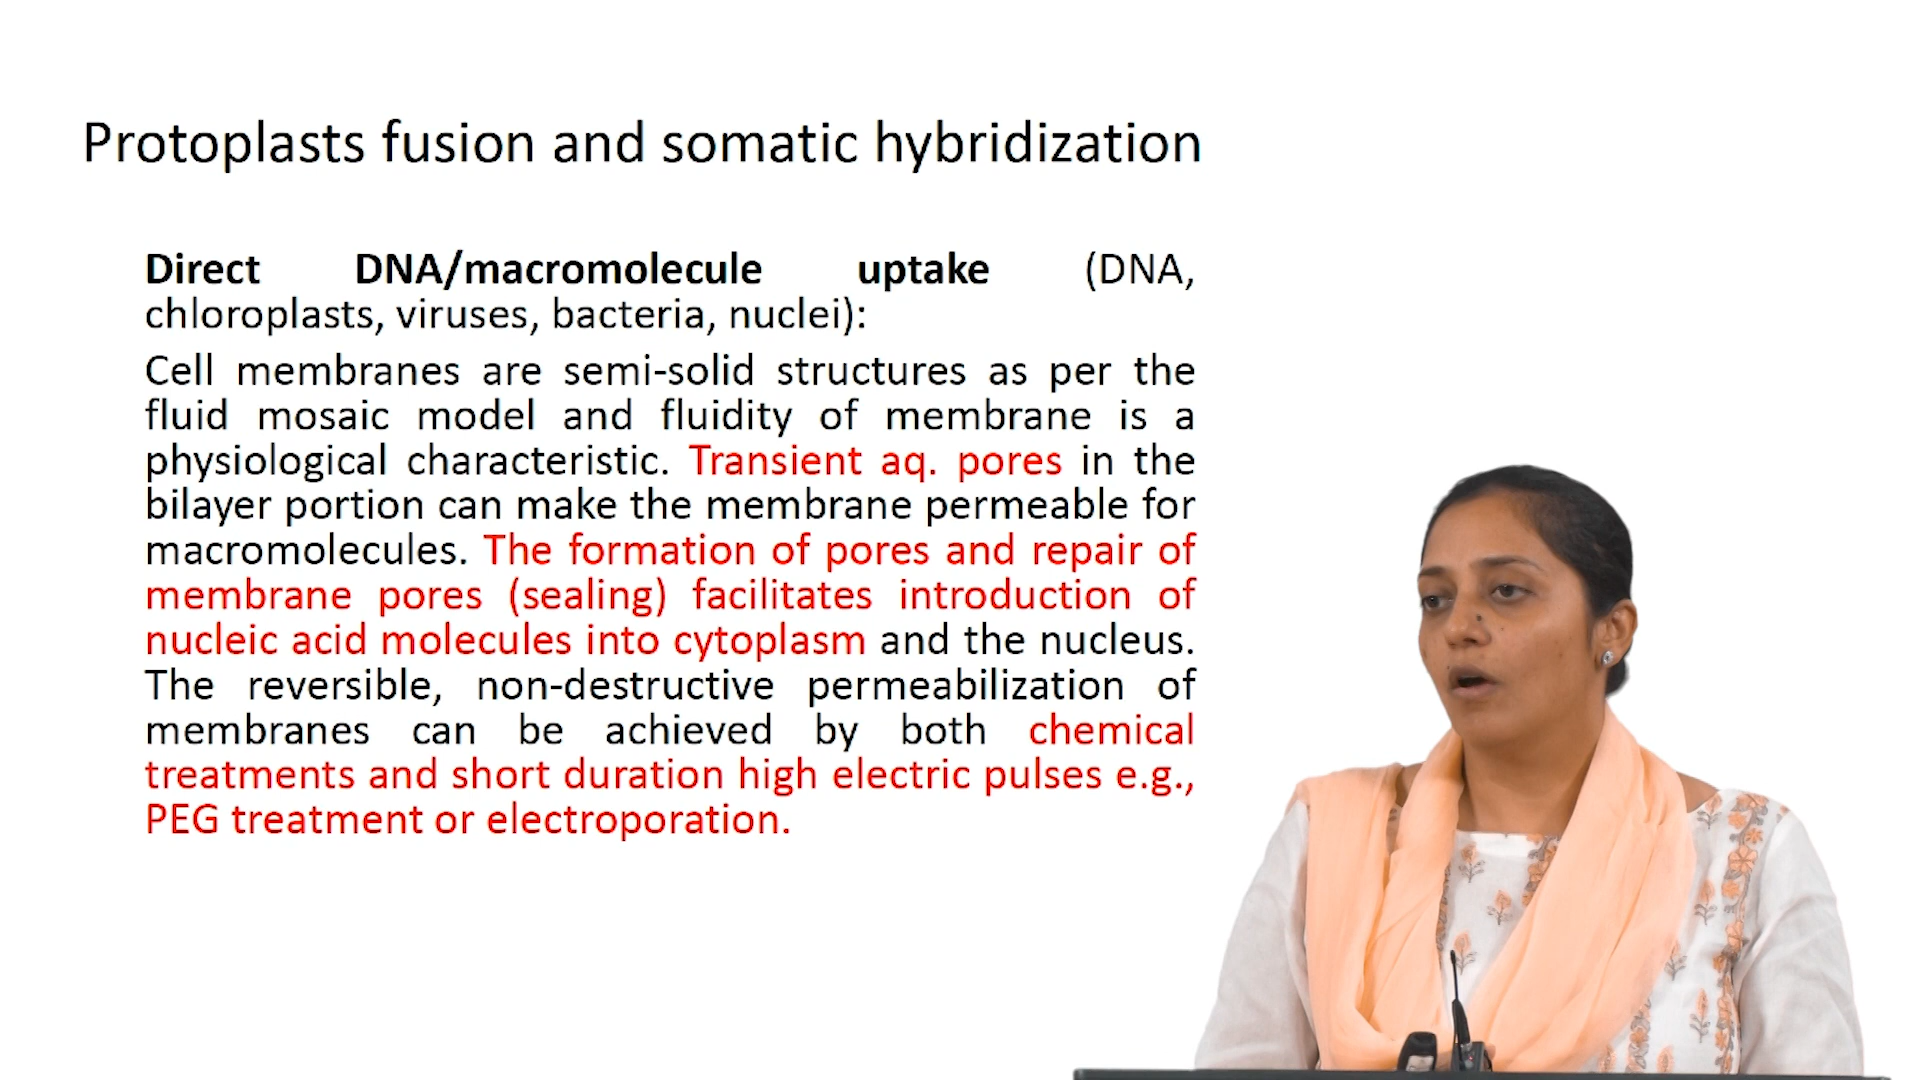 Protoplasts fusion and somatic hybridization
Direct DNA/macromolecule uptake (DNA,
chloroplasts, viruses, bacteria, nuclei):
Cell membranes are semi-solid structures as per the
fluid mosaic model and fluidity of membrane is a
physiological characteristic. Transient aq. pores in the
bilayer portion can make the membrane permeable for
macromolecules. The formation of pores and repair of
membrane pores (sealing) facilitates introduction of
nucleic acid molecules into cytoplasm and the nucleus.
The reversible, non-destructive permeabilization of
membranes can be achieved by both chemical
treatments and short duration high electric pulses e.g.,
PEG treatment or electroporation.